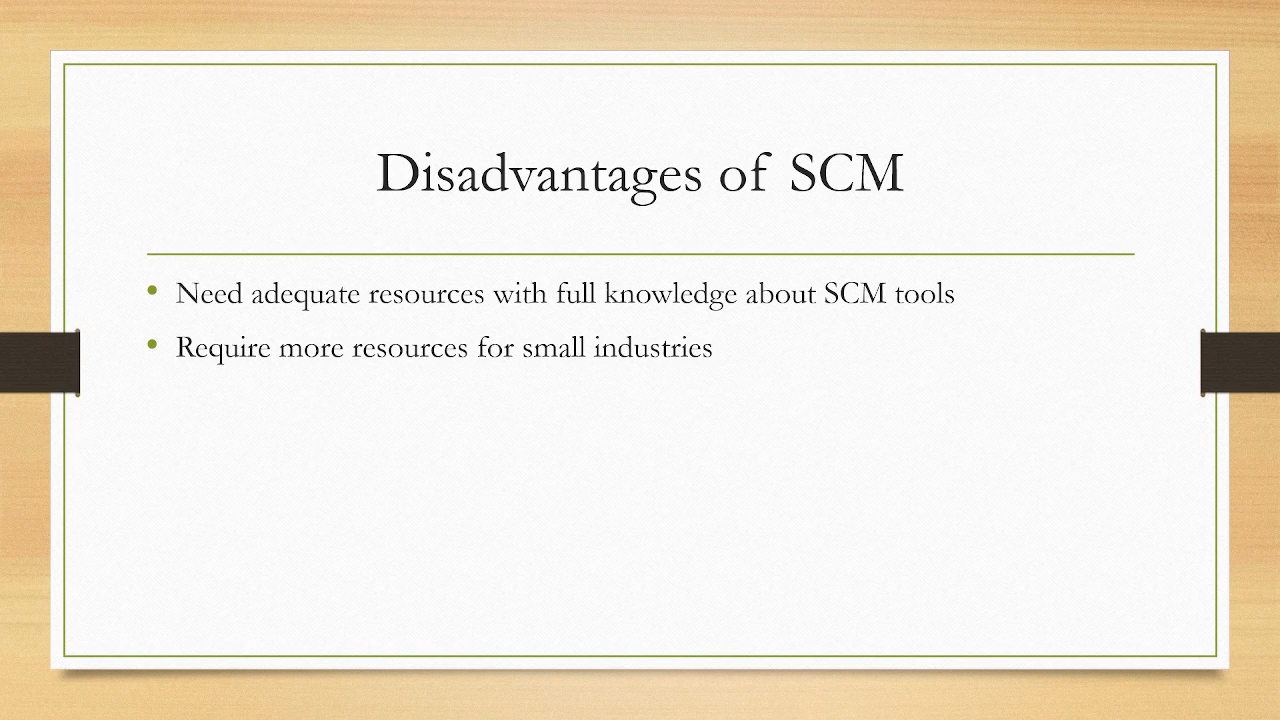 Disadvantages of SCM
• Need adequate resources with full knowledge about SCM tools
• Require more resources for small industries